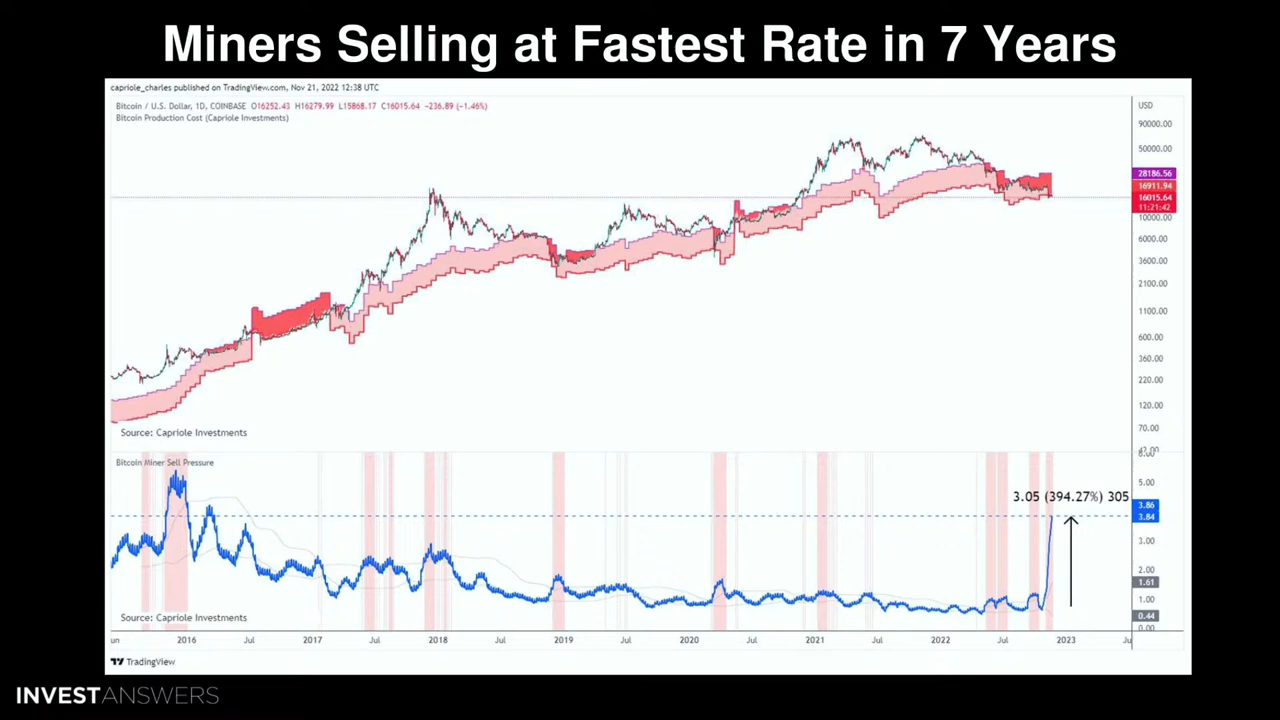 Miners Selling at Fastest Rate in 7 Years
capriole_charles published on TradingView.com, Nov 21, 2022 12:38 UTC
Bitcoin / U.S. Dollar, 1D, COINBASE O16252.43 H16279.99 L15868.17 C16015.64 −236.89 (−1.46%)
Bitcoin Production Cost (Capriole Investments)
USD
90000.00
50000.00
28186.56
16911.94
16015.64
11:21:42
10000.00
6000.00
3600.00
2100.00
1100.00
600.00
360.00
220.00
120.00
70.00
Source: Capriole Investments
Bitcoin Miner Sell Pressure
5.00
3.05 (394.27%) 305
3.86
3.84
3.00
2.00
1.61
1.00
0.44
0.00
Source: Capriole Investments
un 2016 Jul 2017 Jul 2018 Jul 2019 Jul 2020 Jul 2021 Jul 2022 Jul 2023 Ju
TradingView
INVESTANSWERS